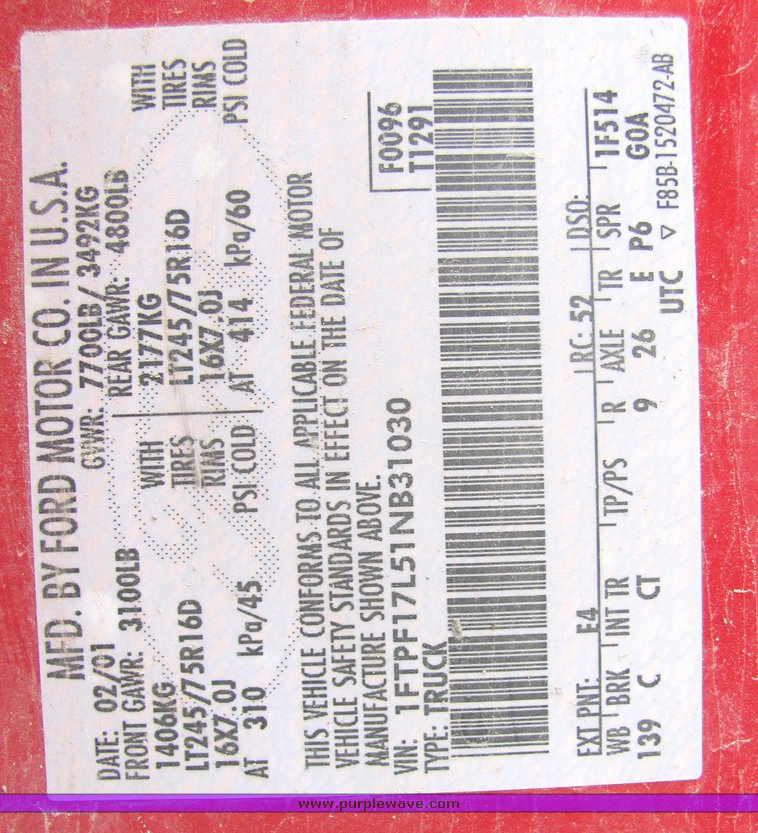 MFD. BY FORD MOTOR CO. IN U.S.A.
DATE: 02/01 GVWR: 7700LB/ 3492KG
FRONT GAWR: 3100LB REAR GAWR: 4800LB
1406KG WITH 2177KG WITH
LT245/75R16D TIRES LT245/75R16D TIRES
16X7.0J RIMS 16X7.0J RIMS
AT 310 kPa/45 PSI COLD AT 414 kPa/60 PSI COLD
THIS VEHICLE CONFORMS TO ALL APPLICABLE FEDERAL MOTOR
VEHICLE SAFETY STANDARDS IN EFFECT ON THE DATE OF
MANUFACTURE SHOWN ABOVE.
VIN: 1FTPF17L51NB31030
TYPE: TRUCK
F0096
T1291
EXT PNT: E4 RC: 52 DSO:
WB BRK INT TR TP/PS R AXLE TR SPR 1F514
139 C CT 9 26 E P6 GOA
UTC ▽ F85B-1520472-AB
www.purplewave.com